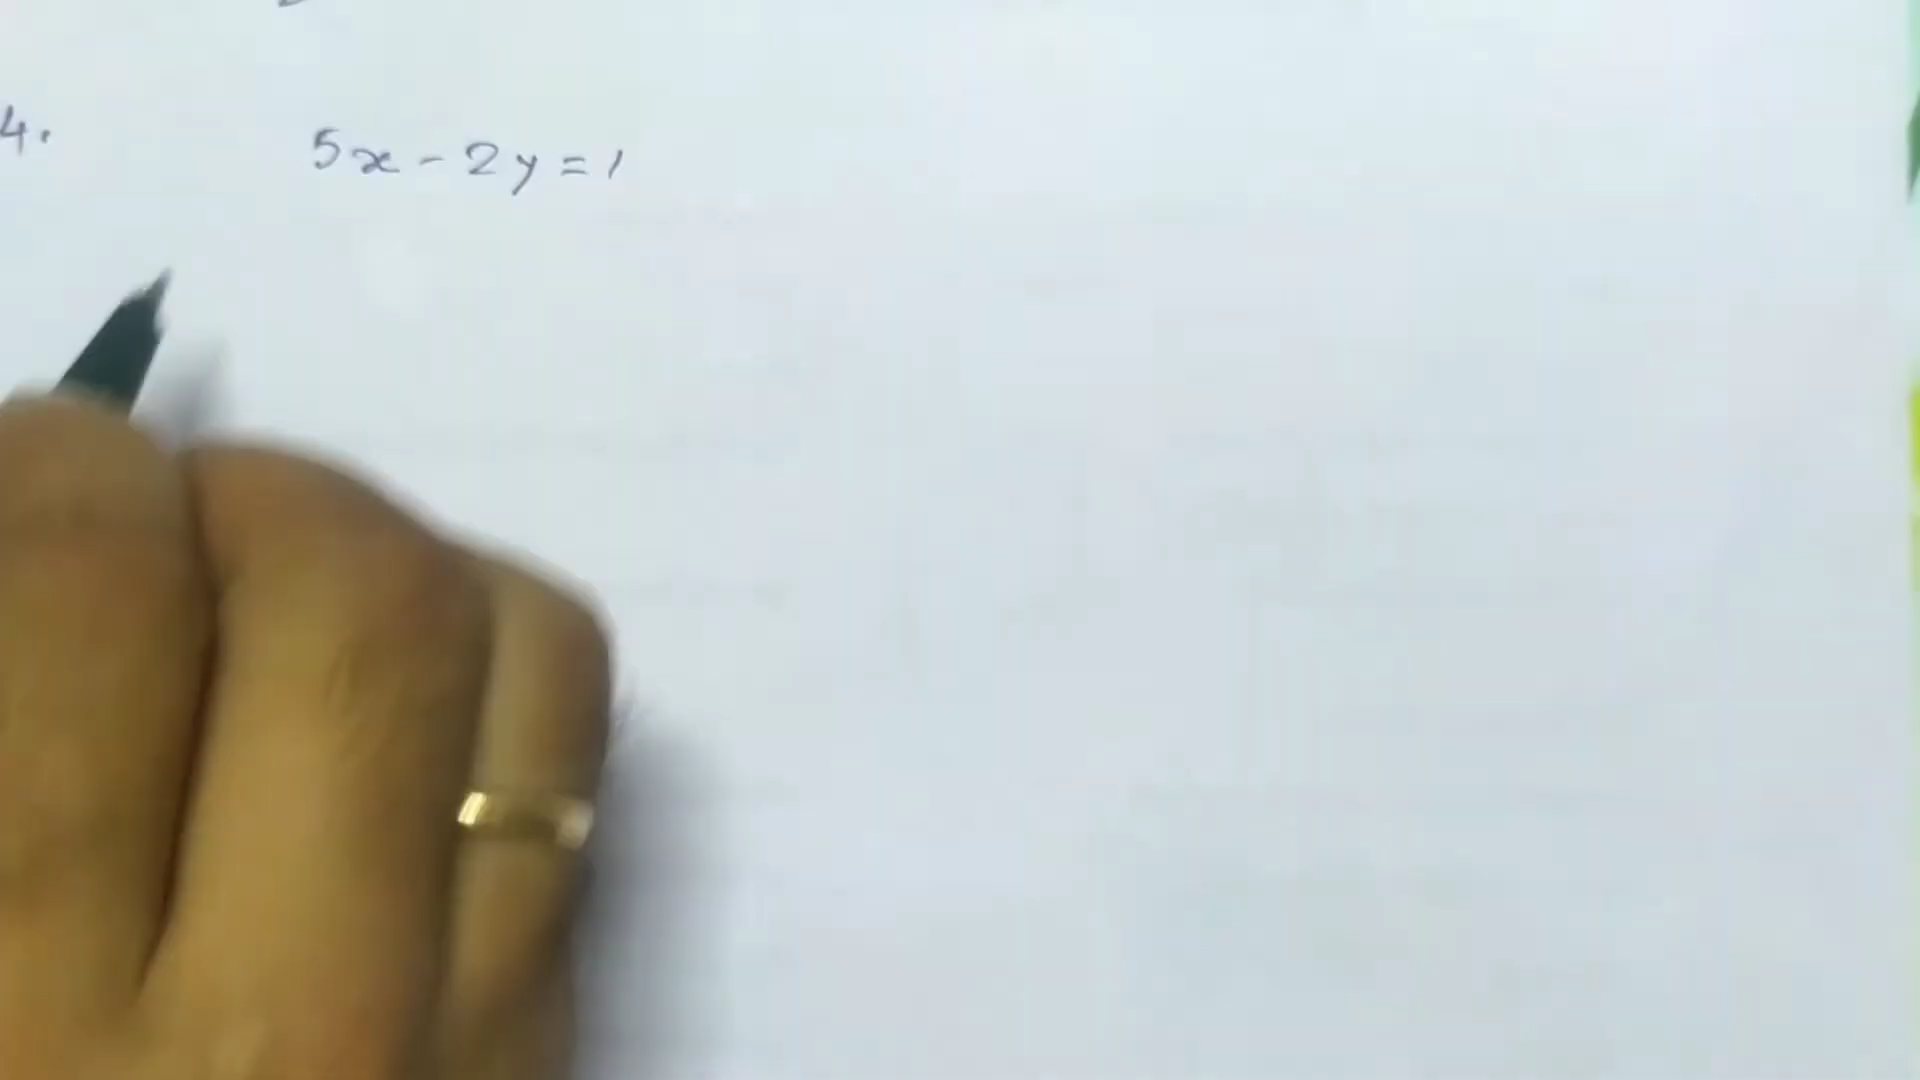 4. 5x - 2y = 1